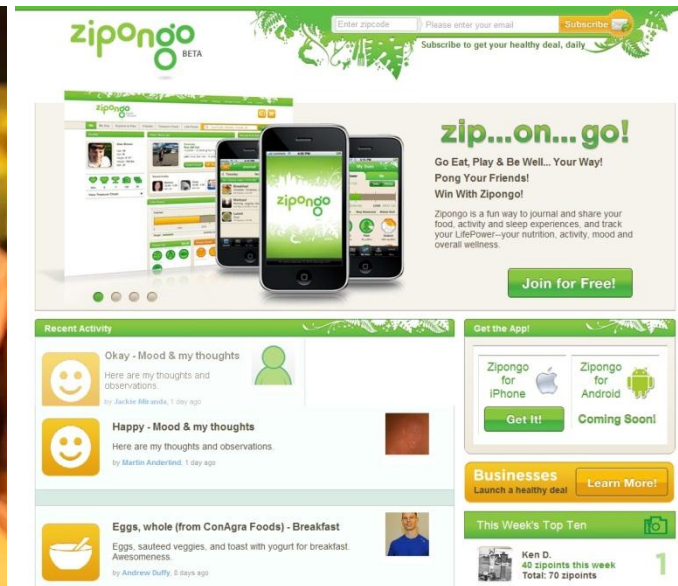 zipongo
BETA
Enter zipcode
Please enter your email
Subscribe
Subscribe to get your healthy deal, daily
zipongo
zipongo
zip...on...go!
Go Eat, Play & Be Well... Your Way!
Pong Your Friends!
Win With Zipongo!
Zipongo is a fun way to journal and share your
food, activity and sleep experiences, and track
your LifePower--your nutrition, activity, mood and
overall wellness.
Join for Free!
Recent Activity
Okay - Mood & my thoughts
Here are my thoughts and
observations.
by Jackie Miranda, 1 day ago
Happy - Mood & my thoughts
Here are my thoughts and observations.
by Martin Anderlind, 1 day ago
Eggs, whole (from ConAgra Foods) - Breakfast
Eggs, sauteed veggies, and toast with yogurt for breakfast.
Awesomeness.
by Andrew Duffy, 8 days ago
Get the App!
Zipongo
for
iPhone
Get It!
Zipongo
for
Android
Coming Soon!
Businesses
Launch a healthy deal
Learn More!
This Week's Top Ten
Ken D.
40 zipoints this week
Total: 70 zipoints
1